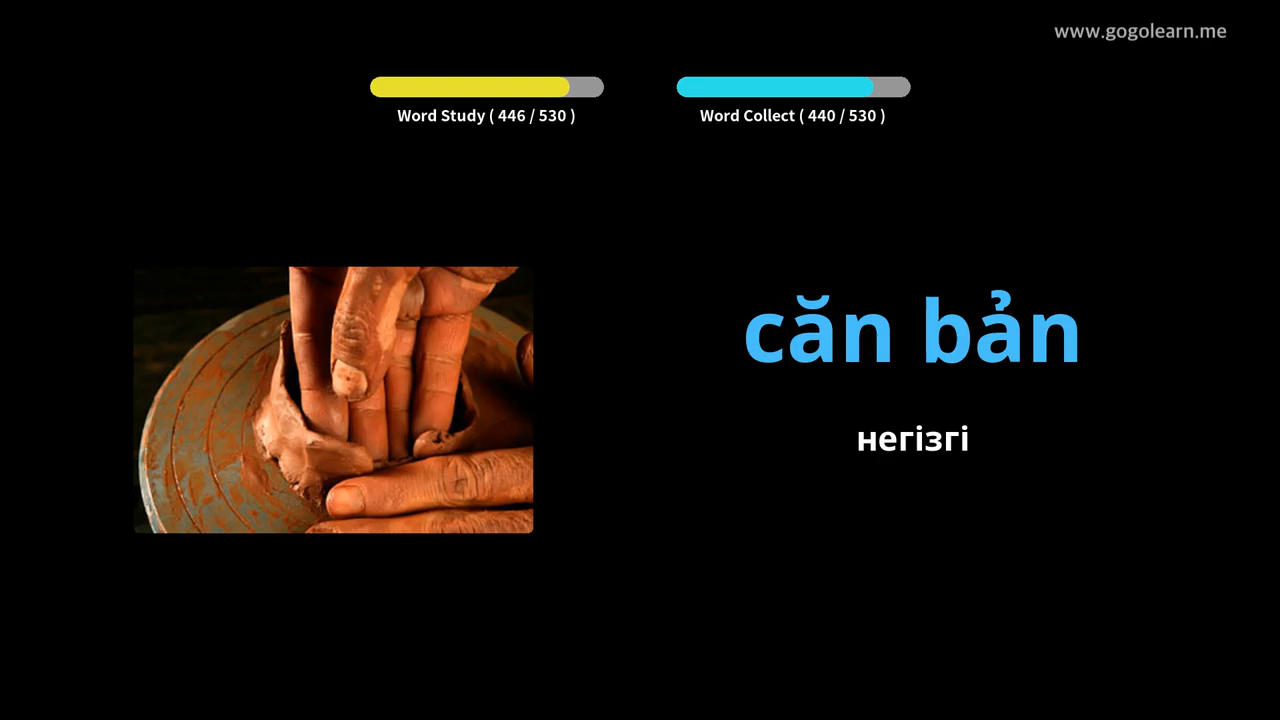 www.gogolearn.me
Word Study ( 446 / 530 )
Word Collect ( 440 / 530 )
căn bản
негізгі